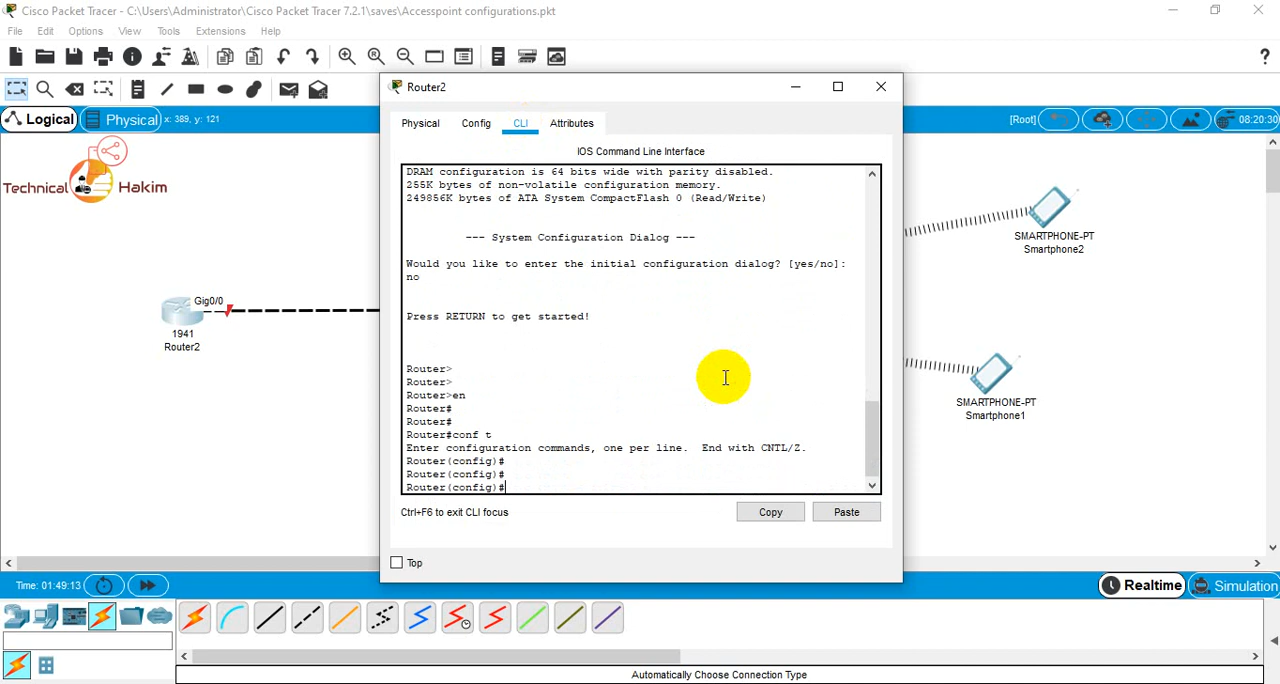 Cisco Packet Tracer - C:\Users\Administrator\Cisco Packet Tracer 7.2.1\saves\Accesspoint configurations.pkt
File Edit Options View Tools Extensions Help
?
Logical
Physical
x: 389, y: 121
[Root]
08:20:30
Technical Hakim
Gig0/0
1941
Router2
SMARTPHONE-PT
Smartphone2
SMARTPHONE-PT
Smartphone1
Router2
Physical Config CLI Attributes
IOS Command Line Interface
DRAM configuration is 64 bits wide with parity disabled.
255K bytes of non-volatile configuration memory.
249856K bytes of ATA System CompactFlash 0 (Read/Write)
--- System Configuration Dialog ---
Would you like to enter the initial configuration dialog? [yes/no]:
no
Press RETURN to get started!
Router>
Router>
Router>en
Router#
Router#
Router#conf t
Enter configuration commands, one per line.  End with CNTL/Z.
Router(config)#
Router(config)#
Router(config)#
Ctrl+F6 to exit CLI focus
Copy
Paste
Top
Time: 01:49:13
Realtime
Simulation
Automatically Choose Connection Type